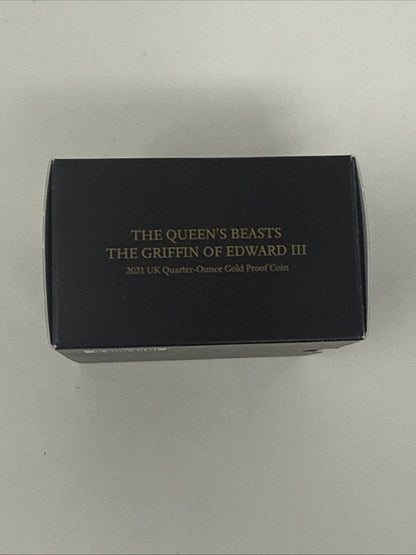 THE QUEEN'S BEASTS
THE GRIFFIN OF EDWARD III
2021 UK Quarter-Ounce Gold Proof Coin